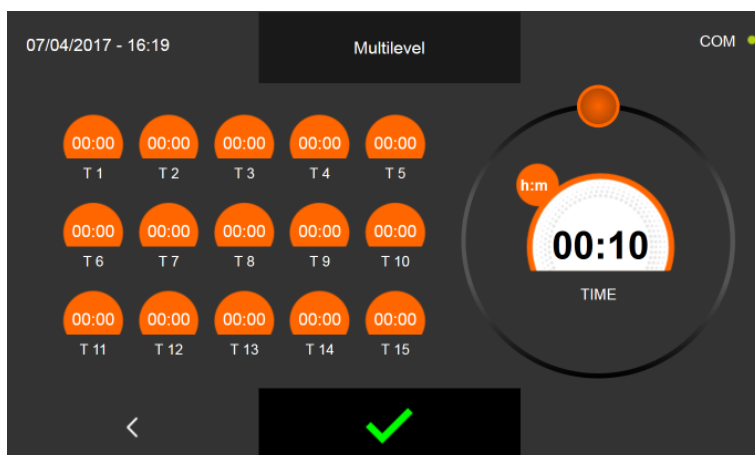 07/04/2017 - 16:19
Multilevel
COM
00:00 00:00 00:00 00:00 00:00
T 1 T 2 T 3 T 4 T 5
00:00 00:00 00:00 00:00 00:00
T 6 T 7 T 8 T 9 T 10
00:00 00:00 00:00 00:00 00:00
T 11 T 12 T 13 T 14 T 15
h:m
00:10
TIME